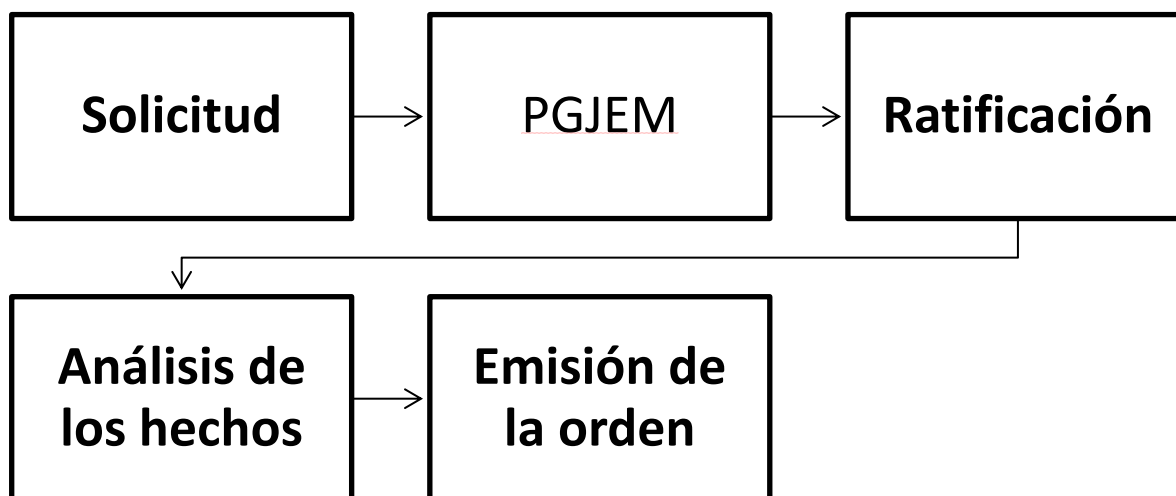 Solicitud
PGJEM
Ratificación
Análisis de
los hechos
Emisión de
la orden